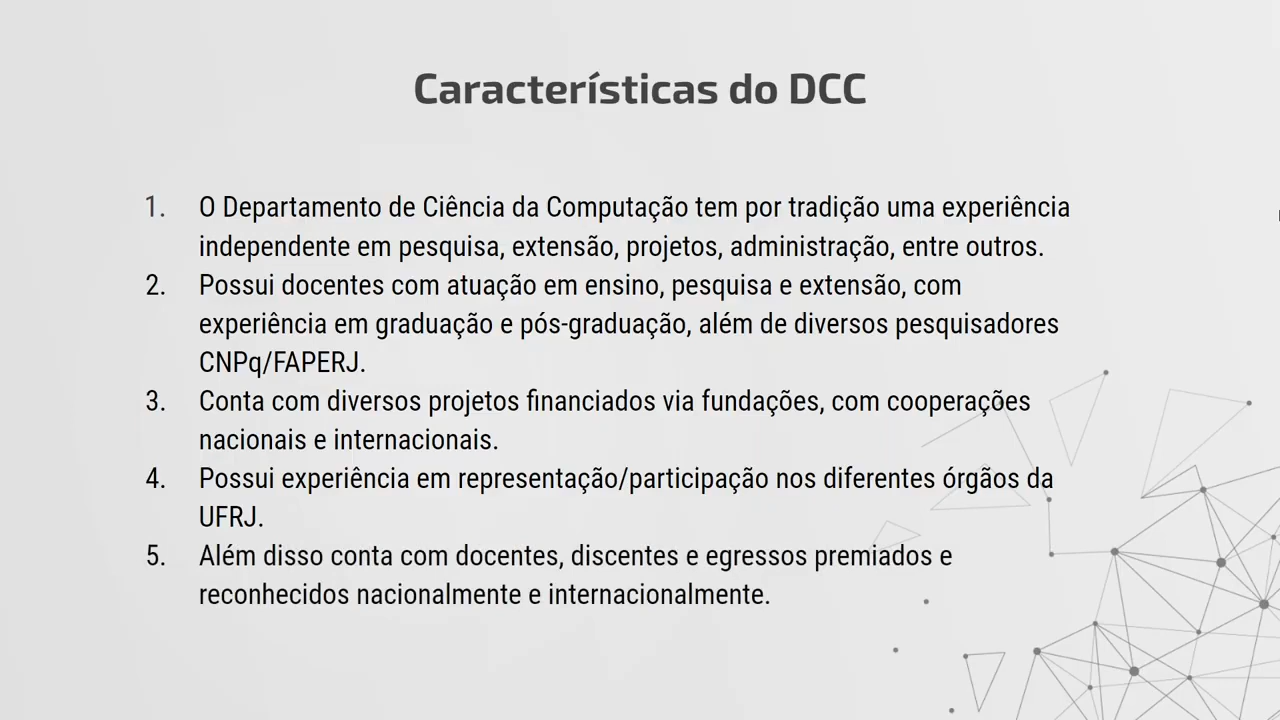 Características do DCC
1. O Departamento de Ciência da Computação tem por tradição uma experiência
independente em pesquisa, extensão, projetos, administração, entre outros.
2. Possui docentes com atuação em ensino, pesquisa e extensão, com
experiência em graduação e pós-graduação, além de diversos pesquisadores
CNPq/FAPERJ.
3. Conta com diversos projetos financiados via fundações, com cooperações
nacionais e internacionais.
4. Possui experiência em representação/participação nos diferentes órgãos da
UFRJ.
5. Além disso conta com docentes, discentes e egressos premiados e
reconhecidos nacionalmente e internacionalmente.